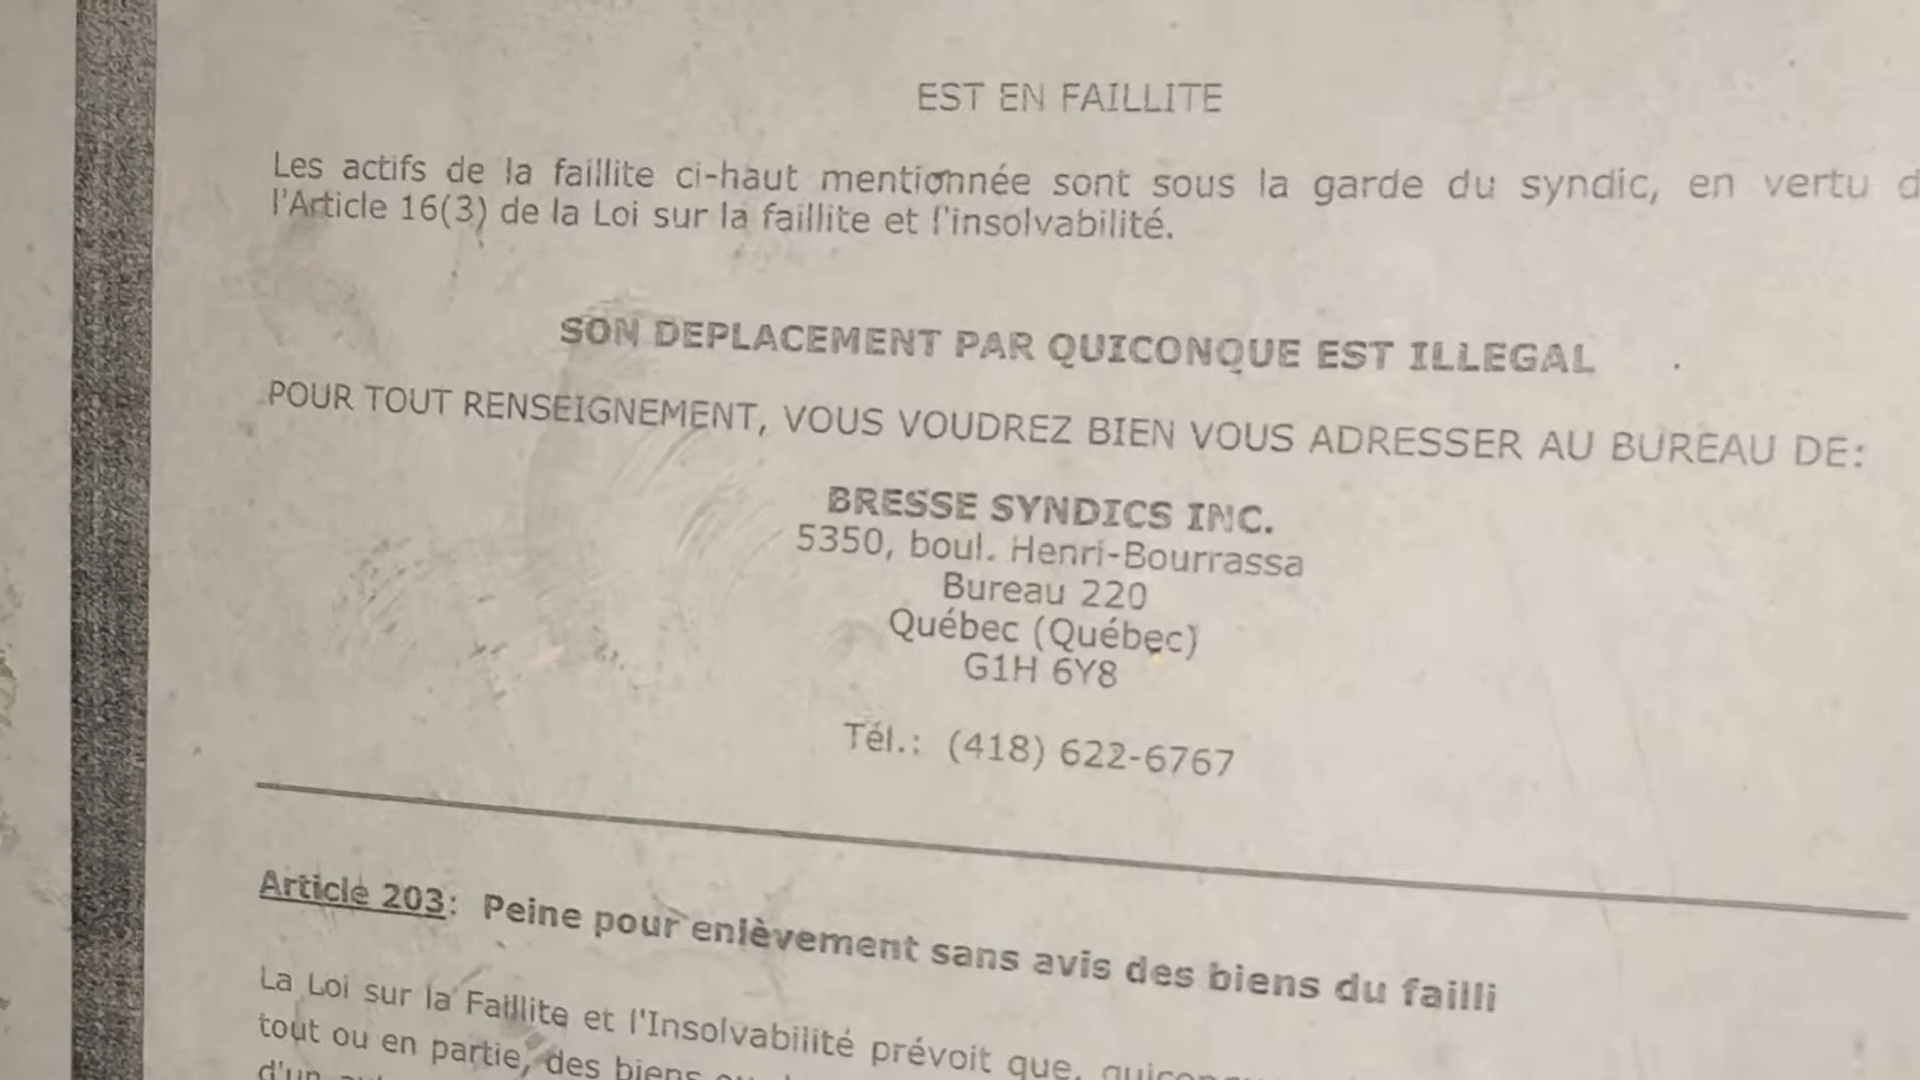 EST EN FAILLITE
Les actifs de la faillite ci-haut mentionnée sont sous la garde du syndic, en vertu
l'Article 16(3) de la Loi sur la faillite et l'insolvabilité.
SON DEPLACEMENT PAR QUICONQUE EST ILLEGAL
POUR TOUT RENSEIGNEMENT, VOUS VOUDREZ BIEN VOUS ADRESSER AU BUREAU DE:
BRESSE SYNDICS INC.
5350, boul. Henri-Bourrassa
Bureau 220
Québec (Québec)
G1H 6Y8
Tél.: (418) 622-6767
Article 203: Peine pour enlèvement sans avis des biens du failli
La Loi sur la Faillite et l'Insolvabilité prévoit que,
tout ou en partie, des biens